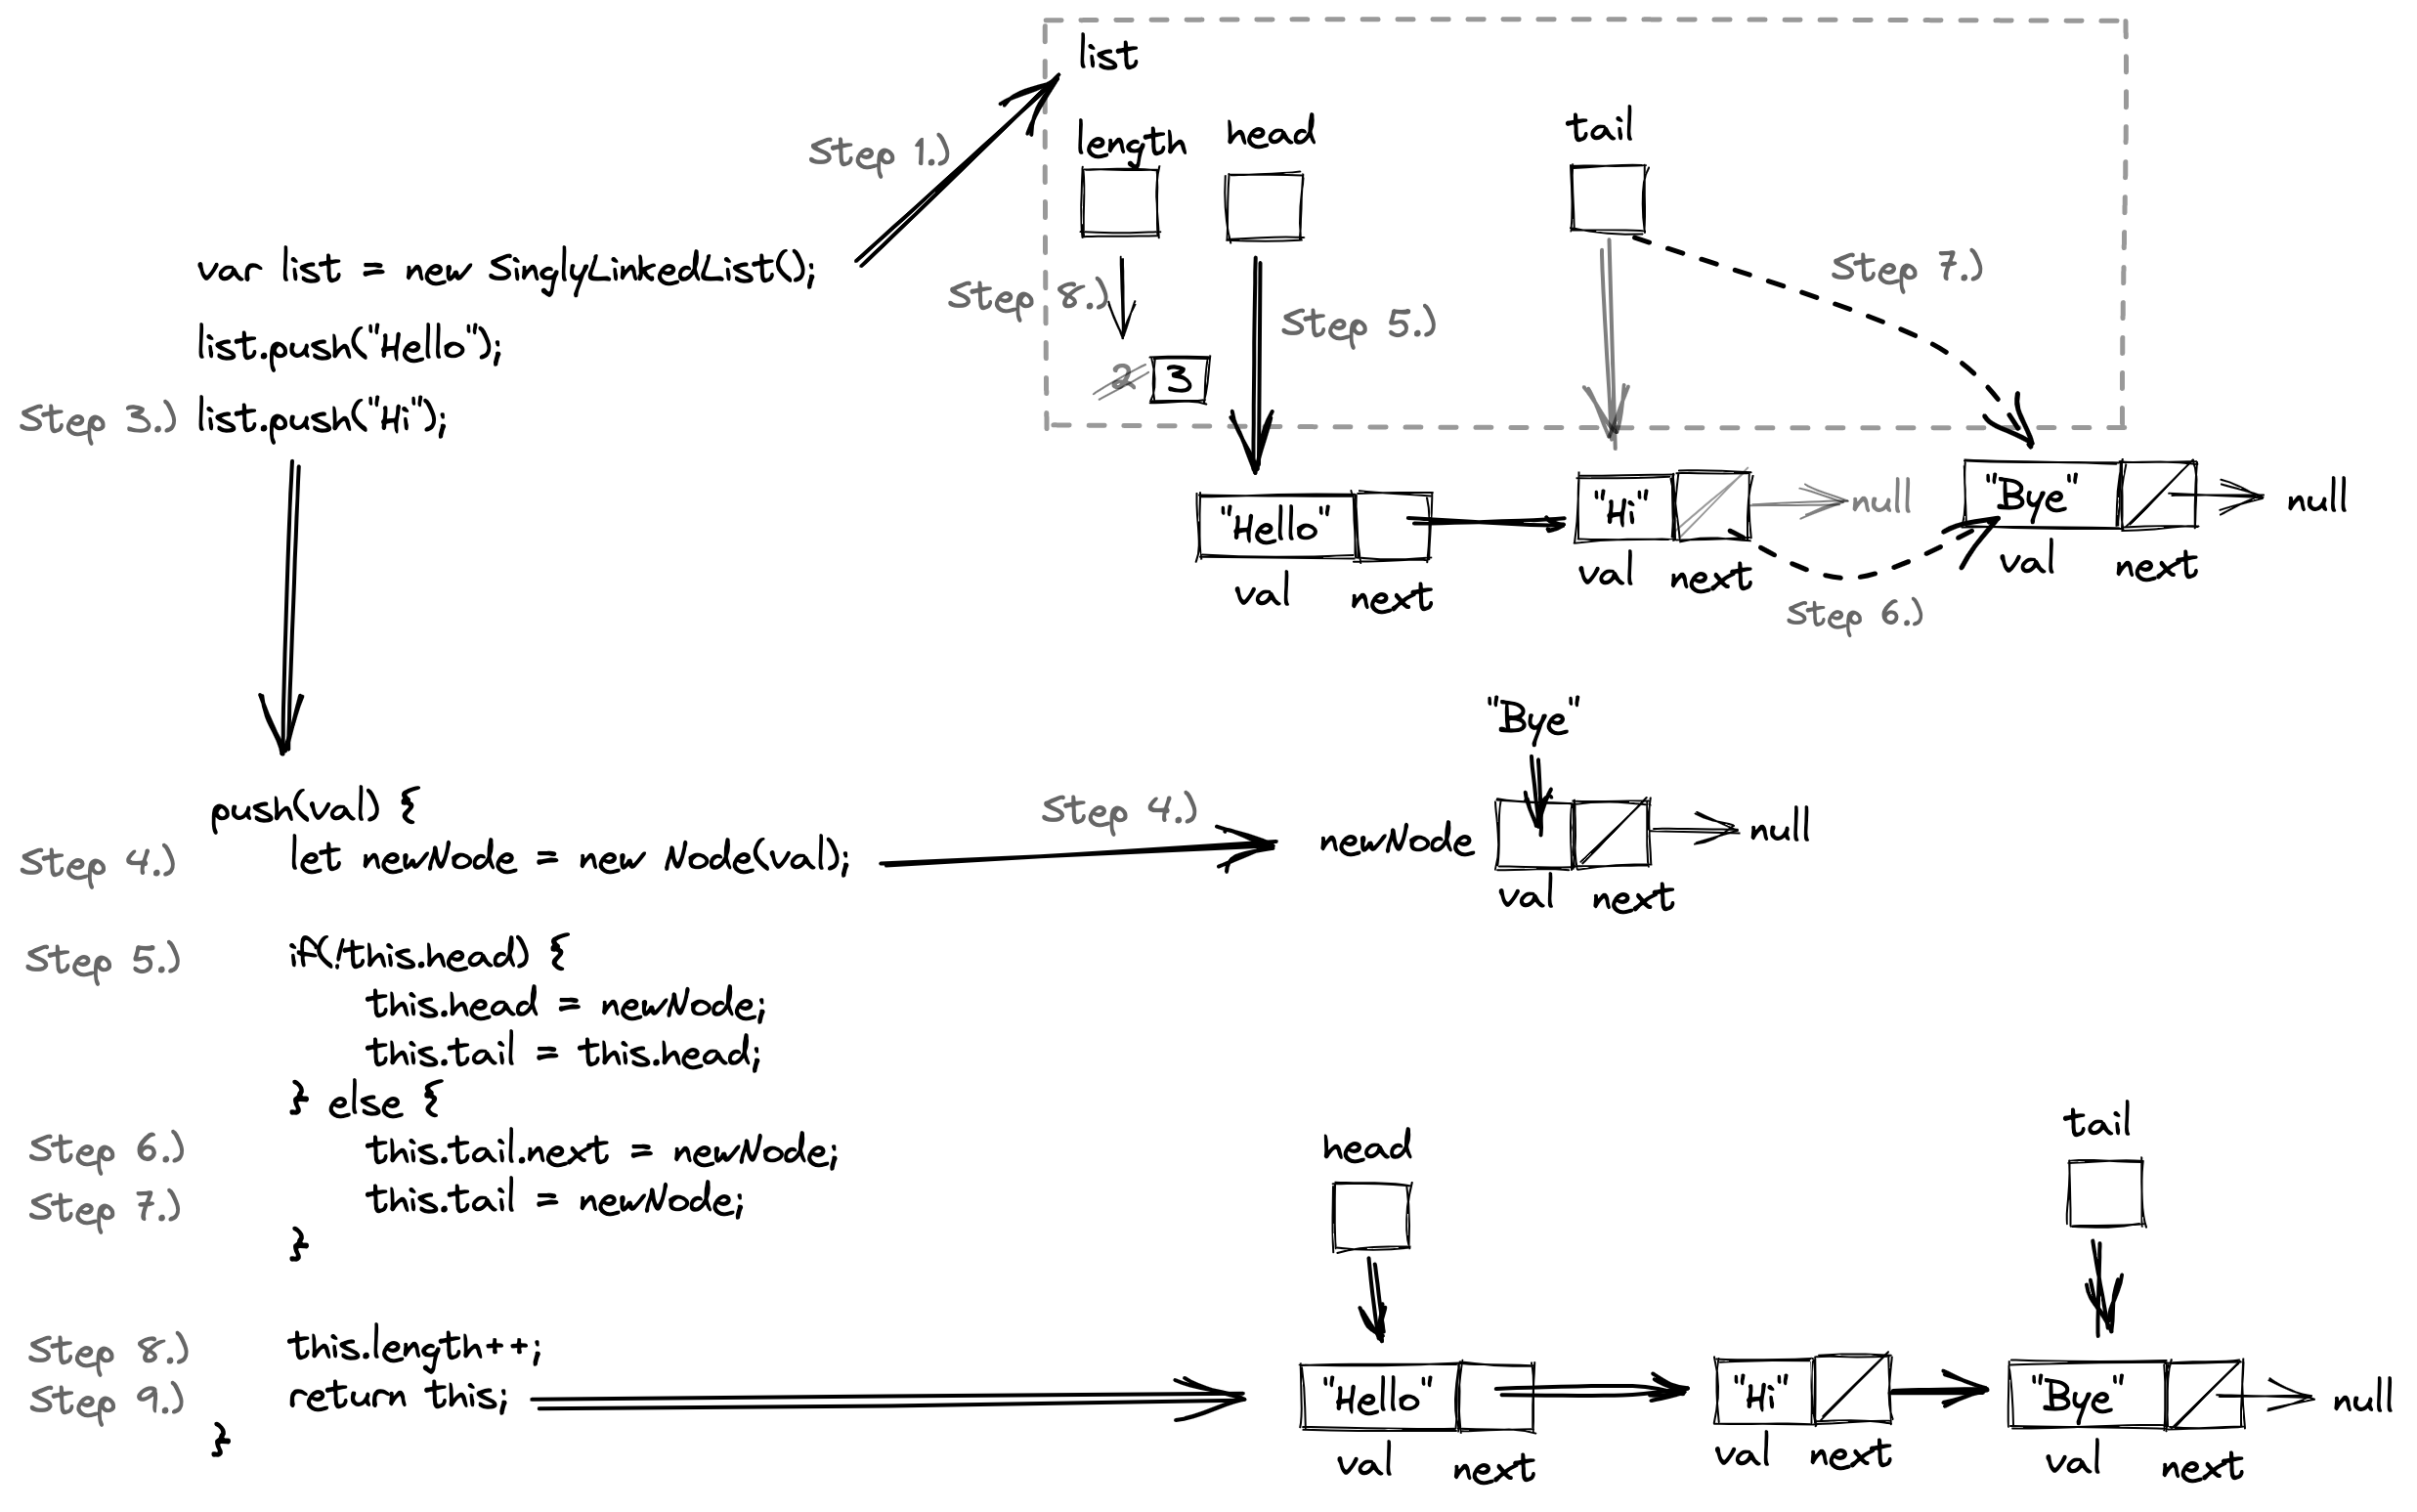 list
length head tail
Step 1.)
var list = new SinglyLinkedList();
Step 8.)
Step 5.)
Step 7.)
list.push("Hello");
2 3
Step 3.) list.push("Hi");
"Hello" "Hi" null "Bye" null
val next val next val next
Step 6.)
"Bye"
push(val) {
Step 4.) let newNode = new Node(val);
Step 4.)
newNode null
val next
Step 5.) if(!this.head) {
this.head = newNode;
this.tail = this.head;
} else {
Step 6.) this.tail.next = newNode;
Step 7.) this.tail = newNode;
}
head tail
Step 8.) this.length++;
Step 9.) return this;
}
"Hello" "Hi" "Bye" null
val next val next val next